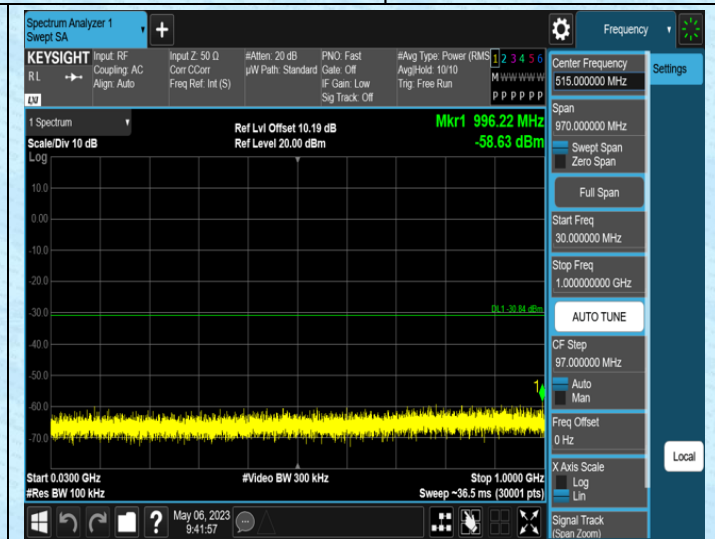 Spectrum Analyzer 1
Swept SA
+
Frequency
KEYSIGHT
RL
LXI
Input: RF
Coupling: AC
Align: Auto
Input Z: 50 Ω
Corr CCorr
Freq Ref: Int (S)
#Atten: 20 dB
µW Path: Standard
PNO: Fast
Gate: Off
IF Gain: Low
Sig Track: Off
#Avg Type: Power (RMS
Avg|Hold: 10/10
Trig: Free Run
1 2 3 4 5 6
M W W W W W
P P P P P P
1 Spectrum
Scale/Div 10 dB
Log
Ref Lvl Offset 10.19 dB
Ref Level 20.00 dBm
Mkr1 996.22 MHz
-58.63 dBm
10.0
0.00
-10.0
-20.0
-30.0
DL1 -30.84 dBm
-40.0
-50.0
1
-60.0
-70.0
Start 0.0300 GHz
#Res BW 100 kHz
#Video BW 300 kHz
Stop 1.0000 GHz
Sweep ~36.5 ms (30001 pts)
?
May 06, 2023
9:41:57
Center Frequency
515.000000 MHz
Settings
Span
970.000000 MHz
Swept Span
Zero Span
Full Span
Start Freq
30.000000 MHz
Stop Freq
1.000000000 GHz
AUTO TUNE
CF Step
97.000000 MHz
Auto
Man
Freq Offset
0 Hz
Local
X Axis Scale
Log
Lin
Signal Track
(Span Zoom)